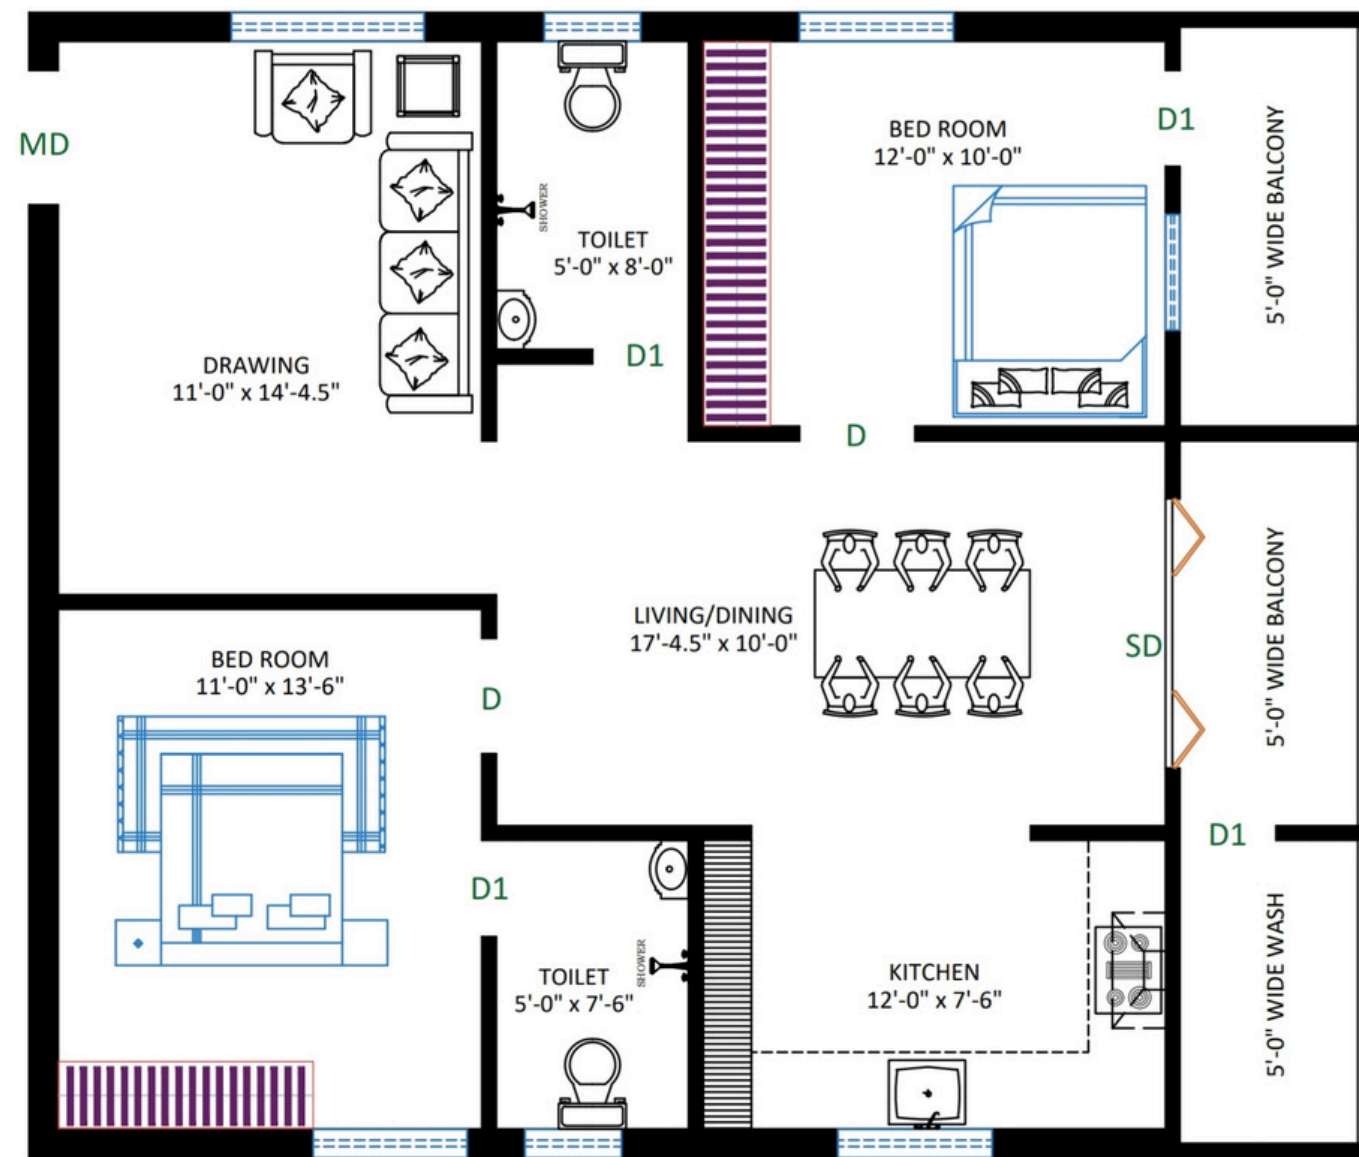 MD
DRAWING
11'-0" x 14'-4.5"
SHOWER
TOILET
5'-0" x 8'-0"
D1
BED ROOM
12'-0" x 10'-0"
D1
5'-0" WIDE BALCONY
D
LIVING/DINING
17'-4.5" x 10'-0"
SD
5'-0" WIDE BALCONY
BED ROOM
11'-0" x 13'-6"
D
D1
D1
TOILET
5'-0" x 7'-6"
SHOWER
KITCHEN
12'-0" x 7'-6"
5'-0" WIDE WASH